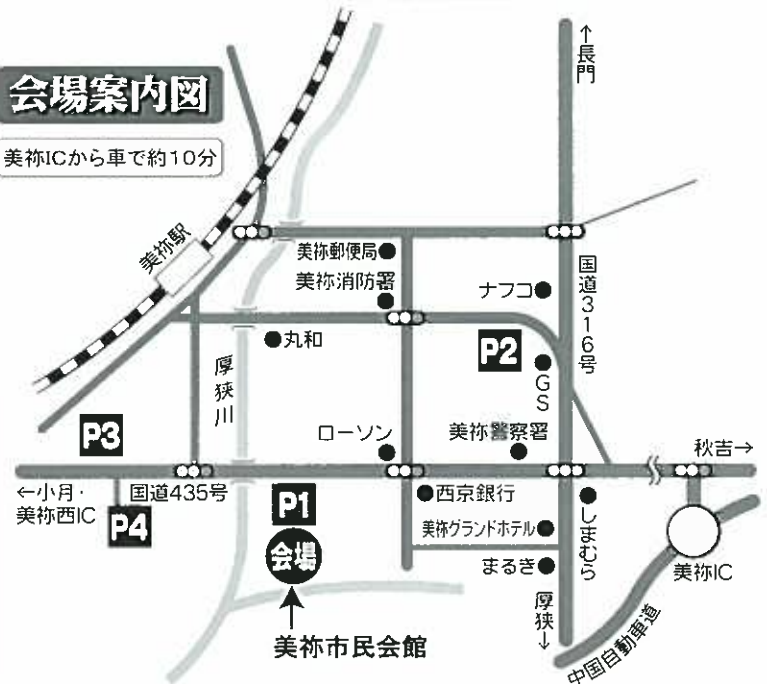 会場案内図
美祢ICから車で約10分
↑長門
美祢駅
美祢郵便局
美祢消防署
ナフコ
国道316号
丸和
P2
GS
厚狭川
P3
ローソン
美祢警察署
秋吉→
←小月・
美祢西IC
国道435号
P4
P1
会場
西京銀行
美祢グランドホテル
しまむら
まるき
美祢IC
厚狭↓
中国自動車道
美祢市民会館